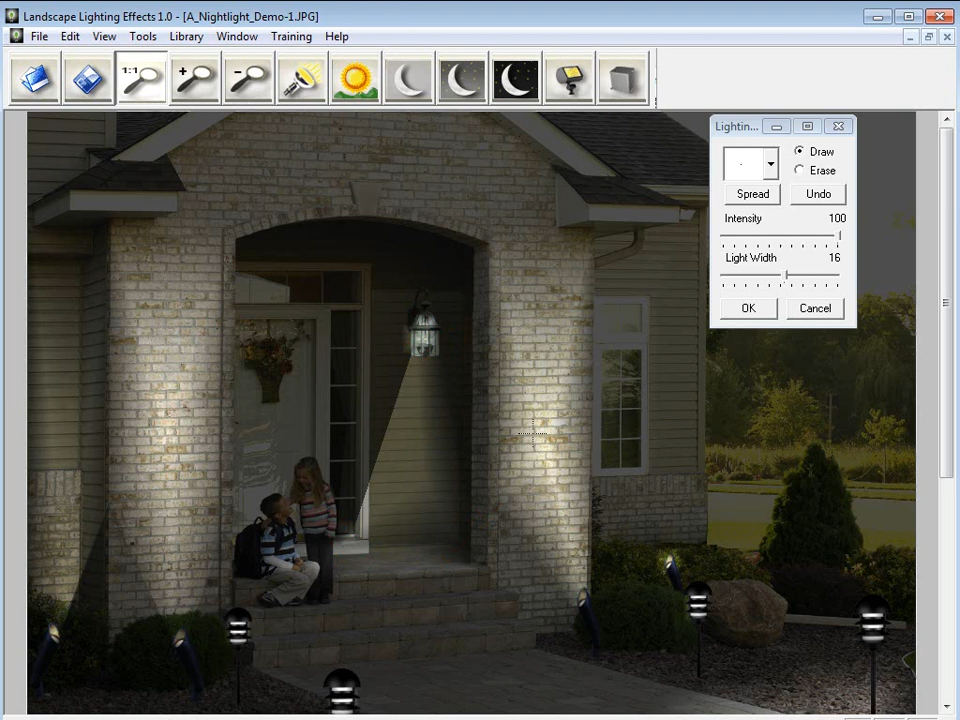 Landscape Lighting Effects 1.0 - [A_Nightlight_Demo-1.JPG]
File Edit View Tools Library Window Training Help
1:1
Lightin...
Draw
Erase
Spread Undo
Intensity 100
Light Width 16
OK Cancel